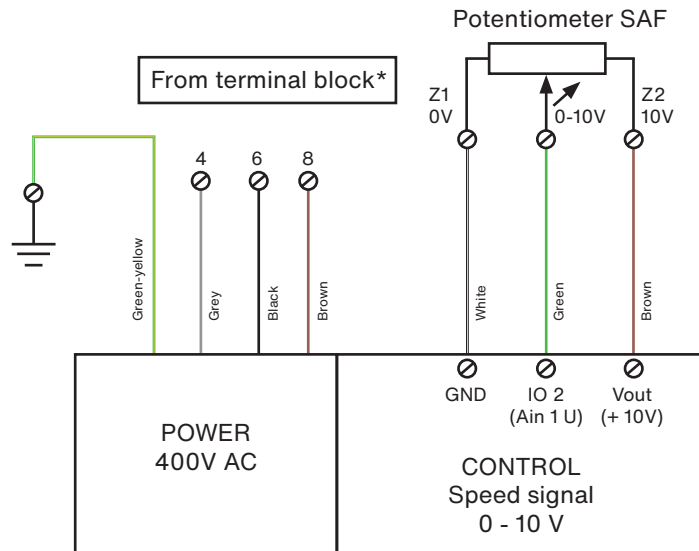 Potentiometer SAF
From terminal block*
Z1
0V
0-10V
Z2
10V
4
6
8
Green-yellow
Grey
Black
Brown
White
Green
Brown
GND
IO 2
(Ain 1 U)
Vout
(+ 10V)
POWER
400V AC
CONTROL
Speed signal
0 - 10 V